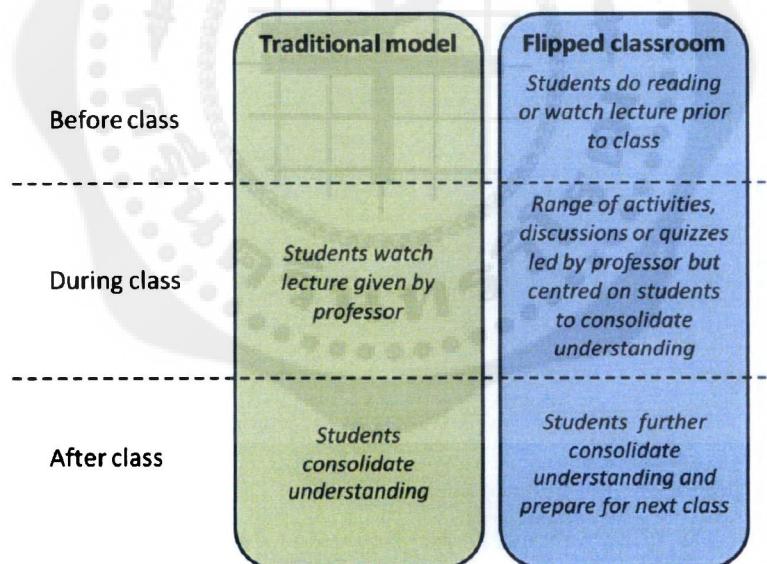 Traditional model
Flipped classroom
Before class
Students do reading
or watch lecture prior
to class
During class
Students watch
lecture given by
professor
Range of activities,
discussions or quizzes
led by professor but
centred on students
to consolidate
understanding
After class
Students
consolidate
understanding
Students further
consolidate
understanding and
prepare for next class